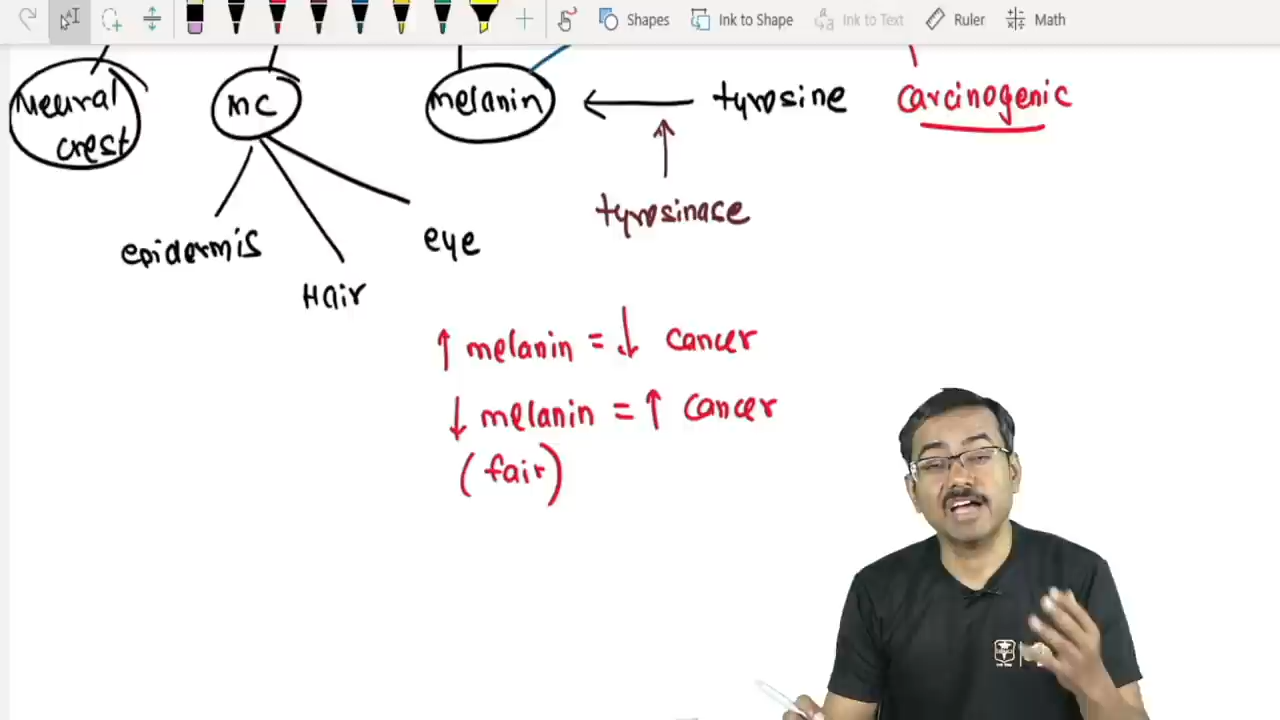 Shapes
Ink to Shape
Ink to Text
Ruler
Math
Neural crest
mc
melanin
tyrosine
carcinogenic
tyrosinase
epidermis
Hair
eye
↑ melanin = ↓ cancer
↓ melanin = ↑ cancer
(fair)